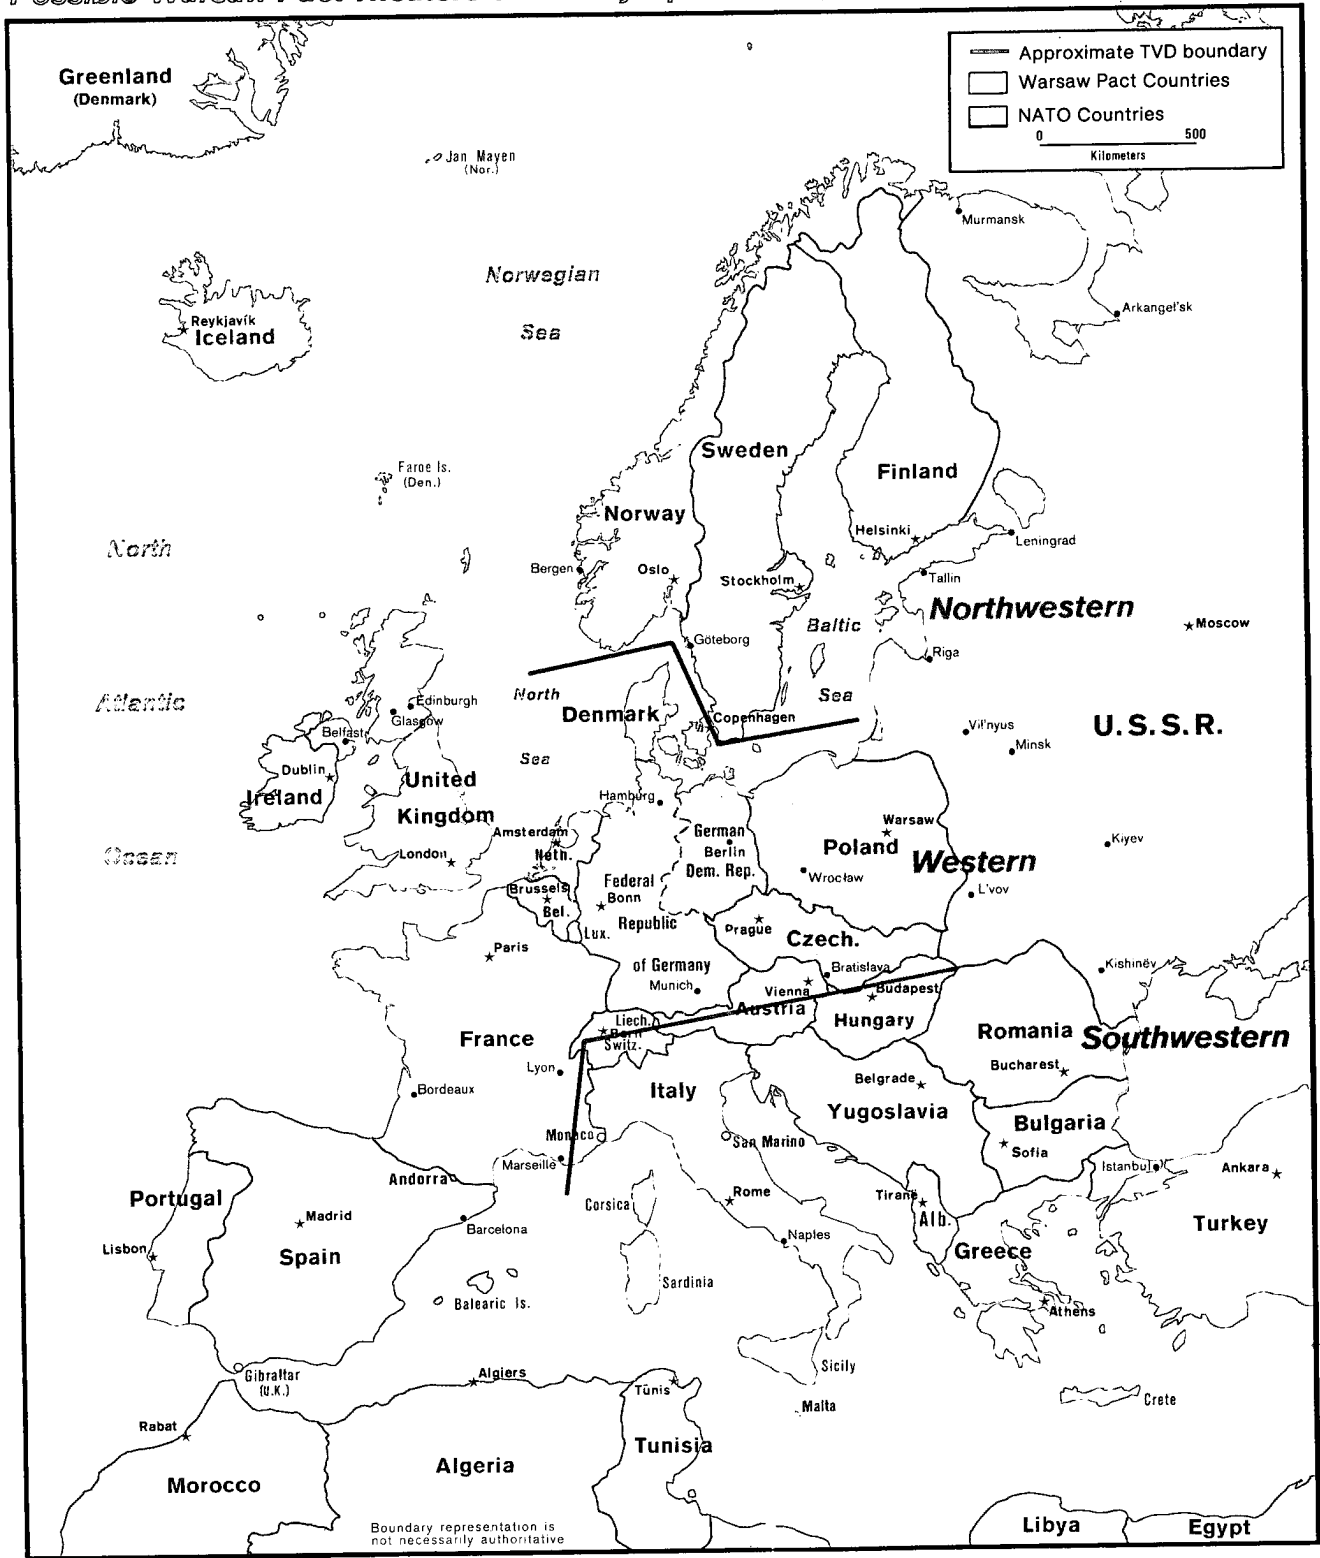 Approximate TVD boundary
Warsaw Pact Countries
NATO Countries
0 500
Kilometers
Greenland
(Denmark)
Jan Mayen
(Nor.)
Murmansk
Norwegian
Sea
Arkangel'sk
Reykjavík
Iceland
Sweden
Finland
Faroe Is.
(Den.)
Norway
Helsinki
Leningrad
North
Bergen
Oslo
Stockholm
Tallin
Northwestern
Baltic
Moscow
Göteborg
Riga
North
Sea
Atlantic
Edinburgh
Glasgow
Denmark
Copenhagen
Belfast
Vil'nyus
U.S.S.R.
Minsk
Sea
Dublin
United
Ireland
Hamburg
Kingdom
Warsaw
Amsterdam
German
Kiyev
Ocean
London
Neth.
Berlin
Poland
Western
Dem. Rep.
Wrocław
Federal
Brussels
Bonn
L'vov
Bel.
Republic
Prague
Lux.
Czech.
Paris
of Germany
Bratislava
Kishinëv
Munich
Vienna
Budapest
Austria
Liech.
Hungary
Bern
Romania
Southwestern
France
Switz.
Lyon
Bucharest
Italy
Belgrade
Bordeaux
Yugoslavia
Bulgaria
Monaco
San Marino
Sofia
Marseille
Istanbul
Ankara
Andorra
Portugal
Corsica
Rome
Tiranë
Madrid
Alb.
Turkey
Barcelona
Lisbon
Naples
Spain
Greece
Sardinia
Balearic Is.
Athens
Sicily
Gibraltar
(U.K.)
Algiers
Tunis
Malta
Crete
Rabat
Tunisia
Algeria
Morocco
Boundary representation is
not necessarily authoritative
Libya
Egypt